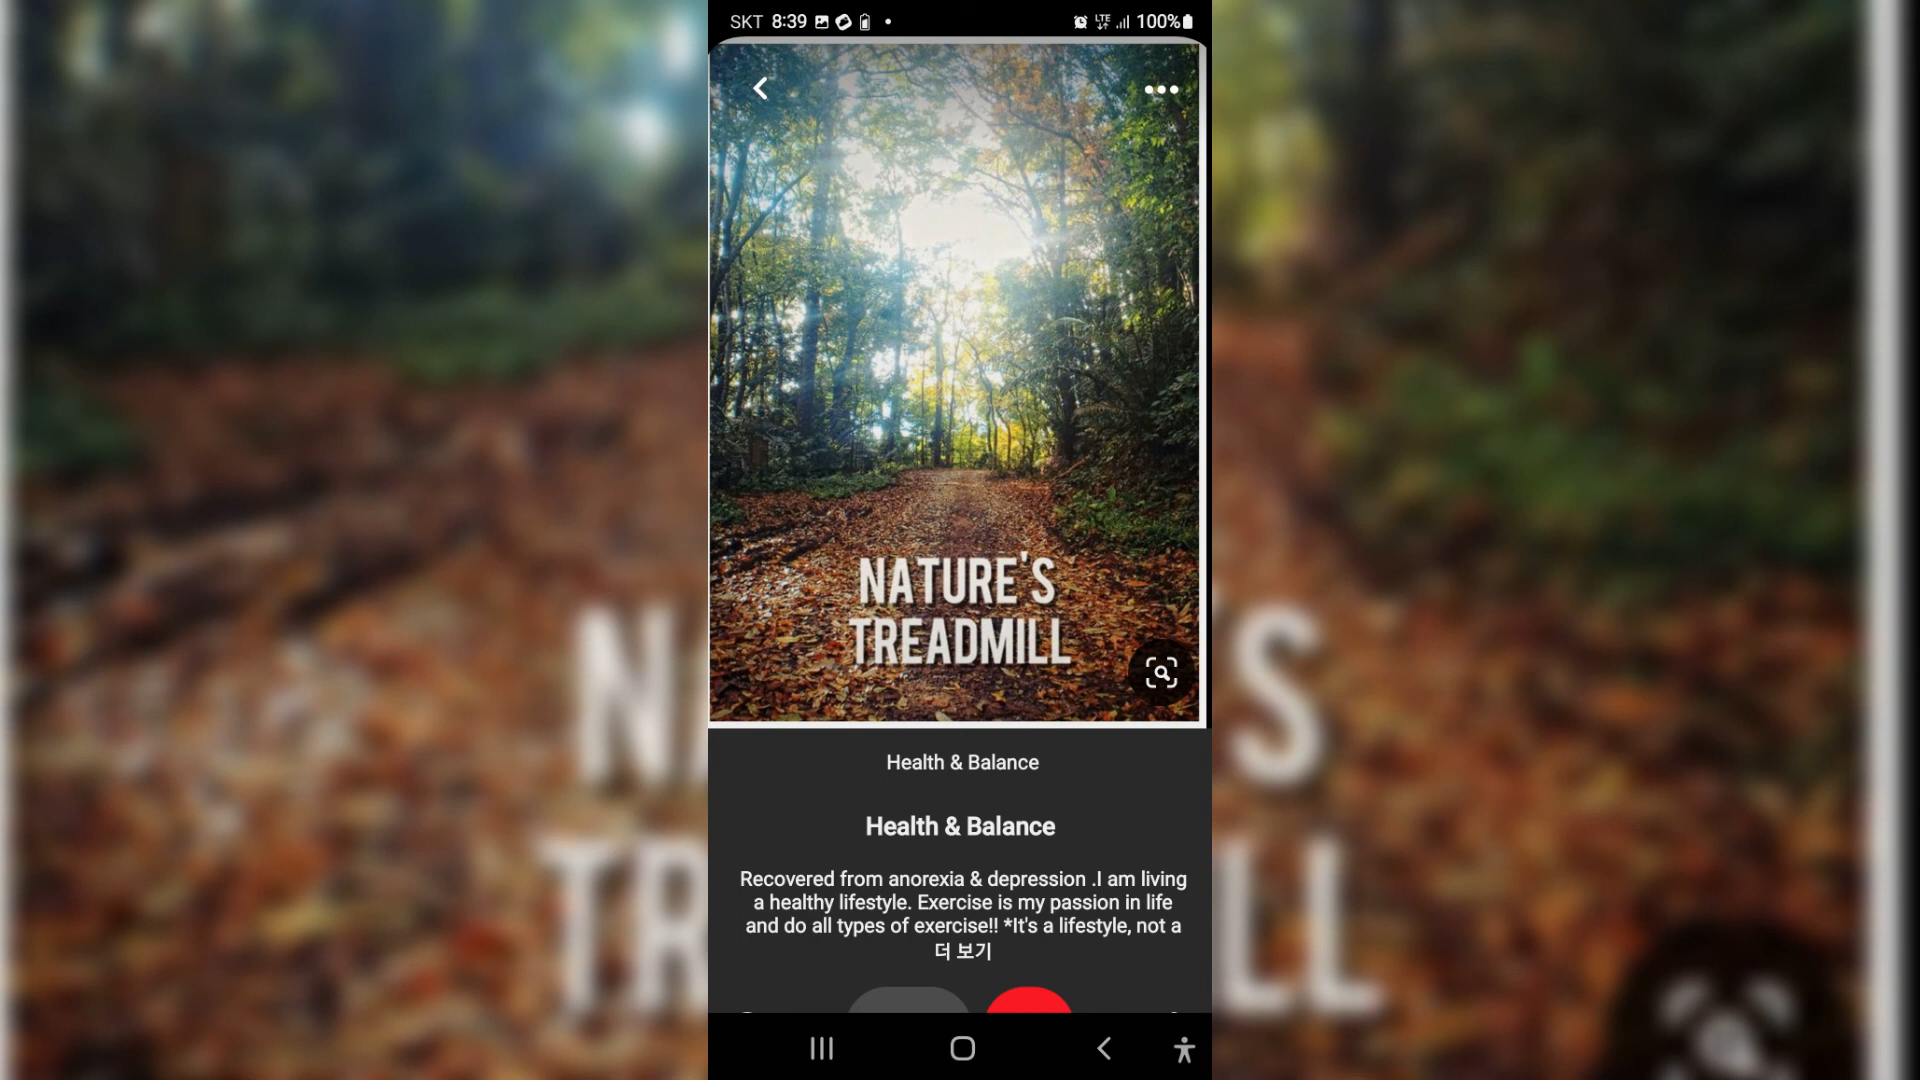 SKT 8:39 LTE 100%
NATURE'S
TREADMILL
Health & Balance
Health & Balance
Recovered from anorexia & depression .I am living
a healthy lifestyle. Exercise is my passion in life
and do all types of exercise!! *It's a lifestyle, not a
더 보기